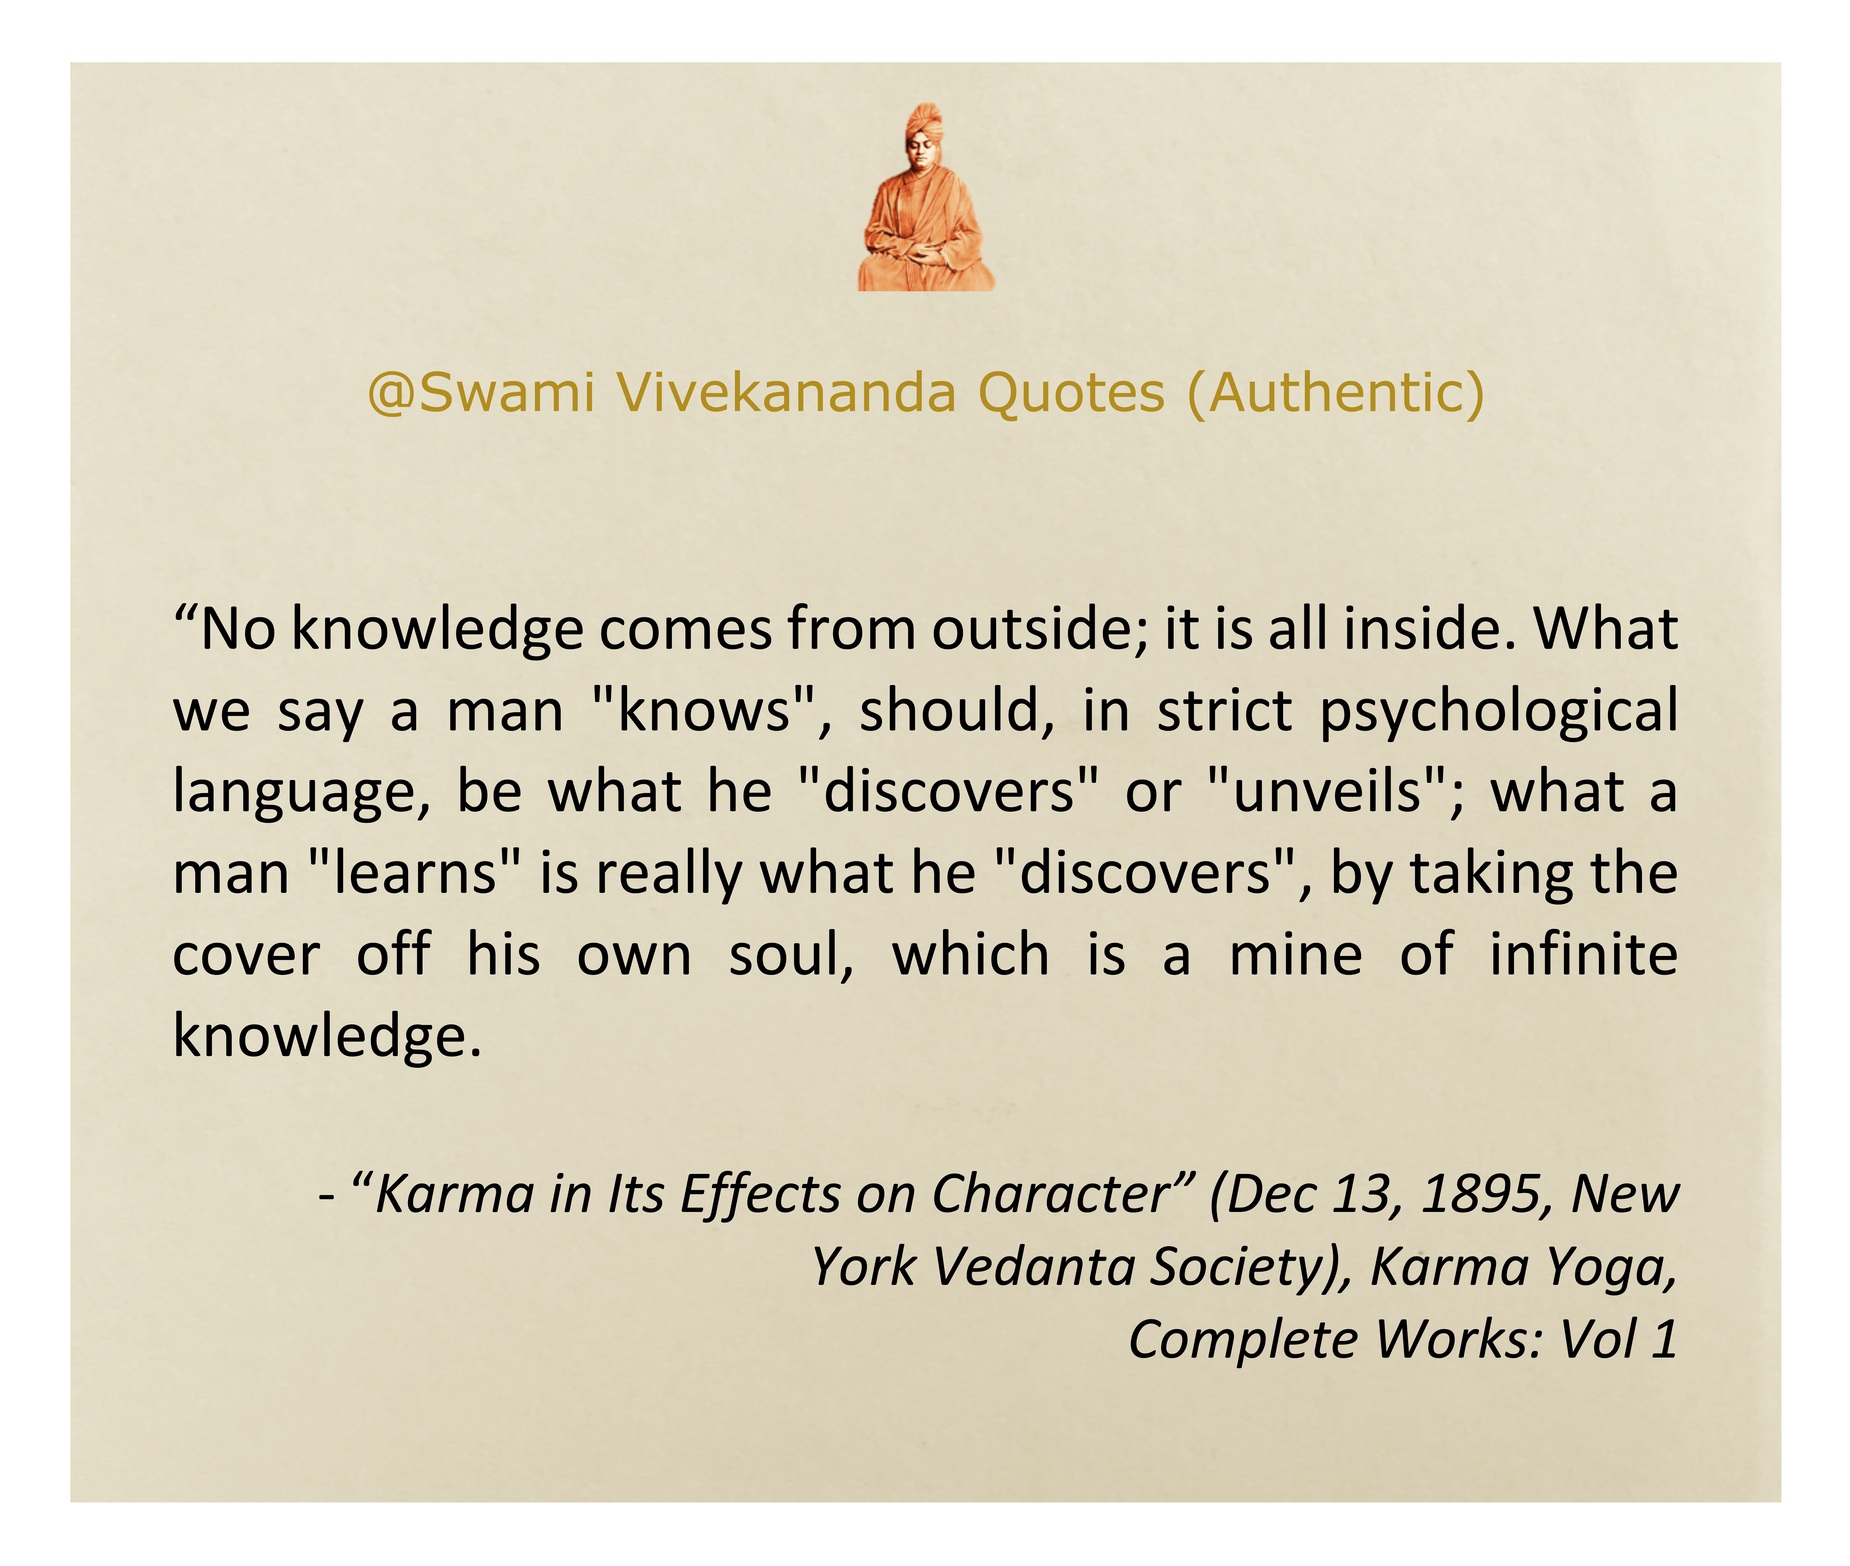 @Swami Vivekananda Quotes (Authentic)
“No knowledge comes from outside; it is all inside. What
we say a man "knows", should, in strict psychological
language, be what he "discovers" or "unveils"; what a
man "learns" is really what he "discovers", by taking the
cover off his own soul, which is a mine of infinite
knowledge.
- “Karma in Its Effects on Character” (Dec 13, 1895, New
York Vedanta Society), Karma Yoga,
Complete Works: Vol 1